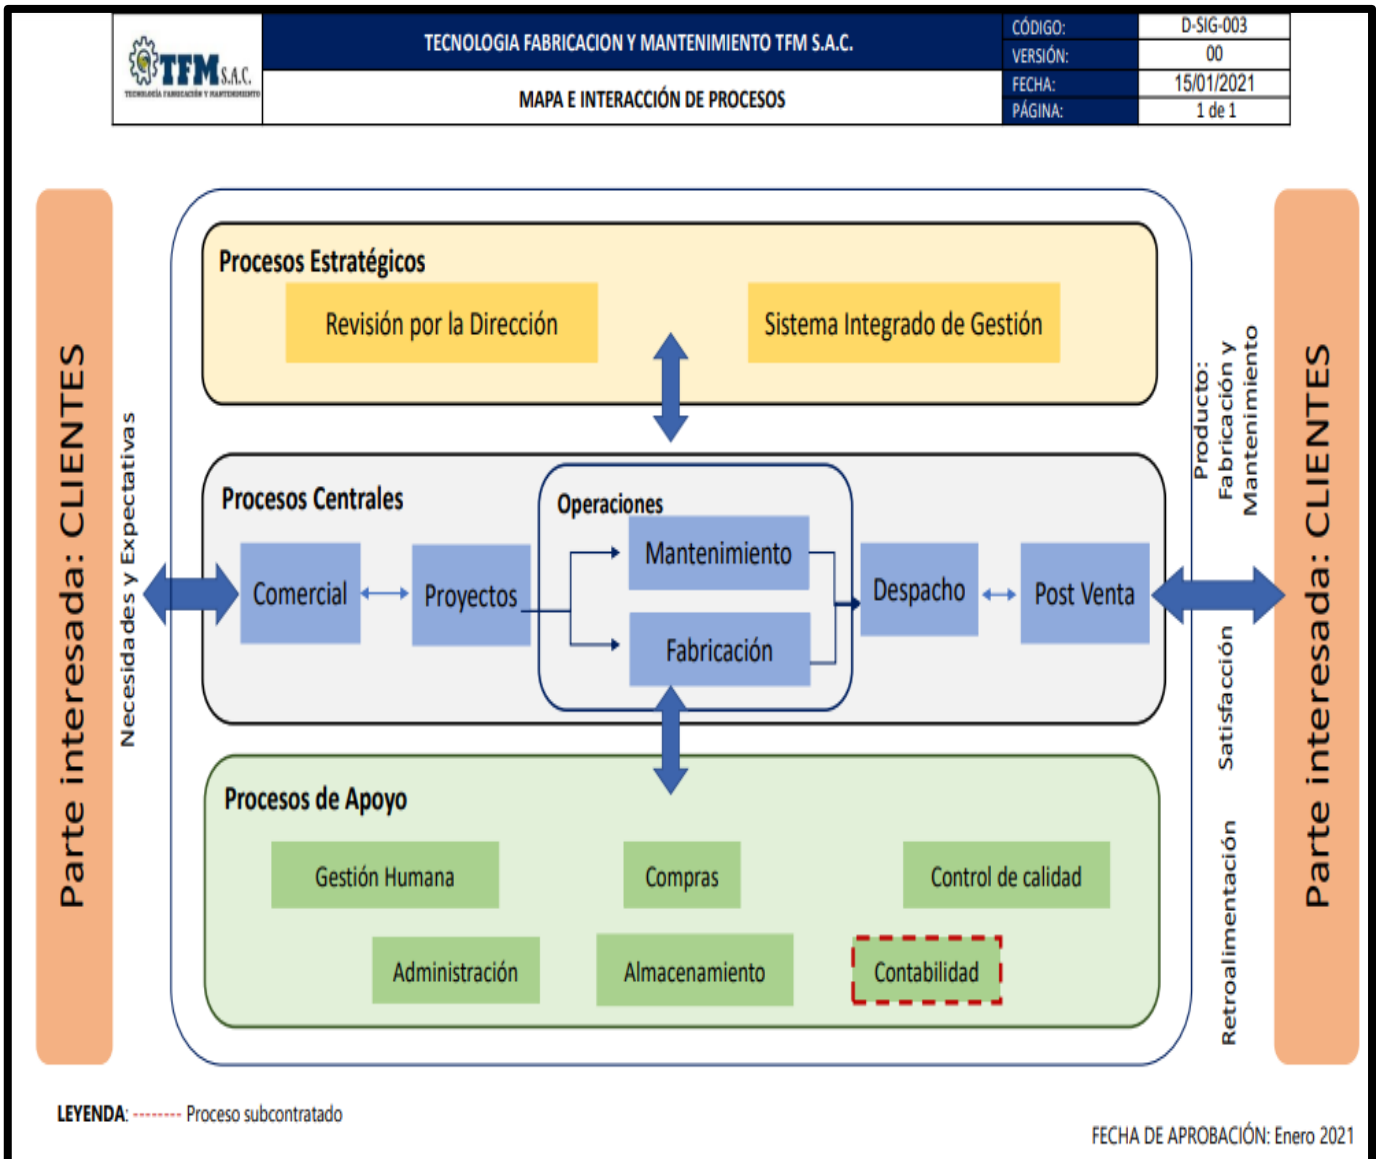 TFM S.A.C.
TECNOLOGÍA FABRICACIÓN Y MANTENIMIENTO
TECNOLOGIA FABRICACION Y MANTENIMIENTO TFM S.A.C.
MAPA E INTERACCIÓN DE PROCESOS
CÓDIGO: D-SIG-003
VERSIÓN: 00
FECHA: 15/01/2021
PÁGINA: 1 de 1
Parte interesada: CLIENTES
Necesidades y Expectativas
Procesos Estratégicos
Revisión por la Dirección
Sistema Integrado de Gestión
Procesos Centrales
Operaciones
Comercial
Proyectos
Mantenimiento
Fabricación
Despacho
Post Venta
Procesos de Apoyo
Gestión Humana
Compras
Control de calidad
Administración
Almacenamiento
Contabilidad
Producto:
Fabricación y
Mantenimiento
Satisfacción
Retroalimentación
Parte interesada: CLIENTES
LEYENDA: -------- Proceso subcontratado
FECHA DE APROBACIÓN: Enero 2021